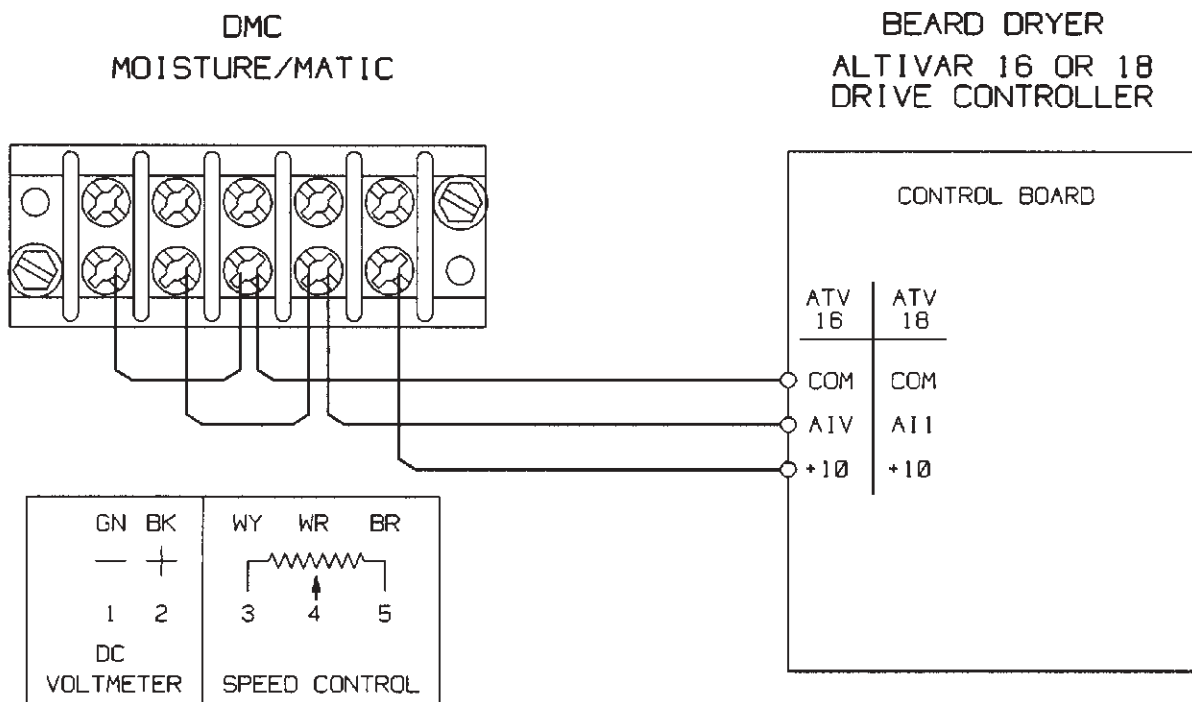 DMC
MOISTURE/MATIC
BEARD DRYER
ALTIVAR 16 OR 18
DRIVE CONTROLLER
CONTROL BOARD
ATV ATV
16 18
COM COM
AIV AI1
+10 +10
GN BK WY WR BR
— +
1 2 3 4 5
DC
VOLTMETER SPEED CONTROL